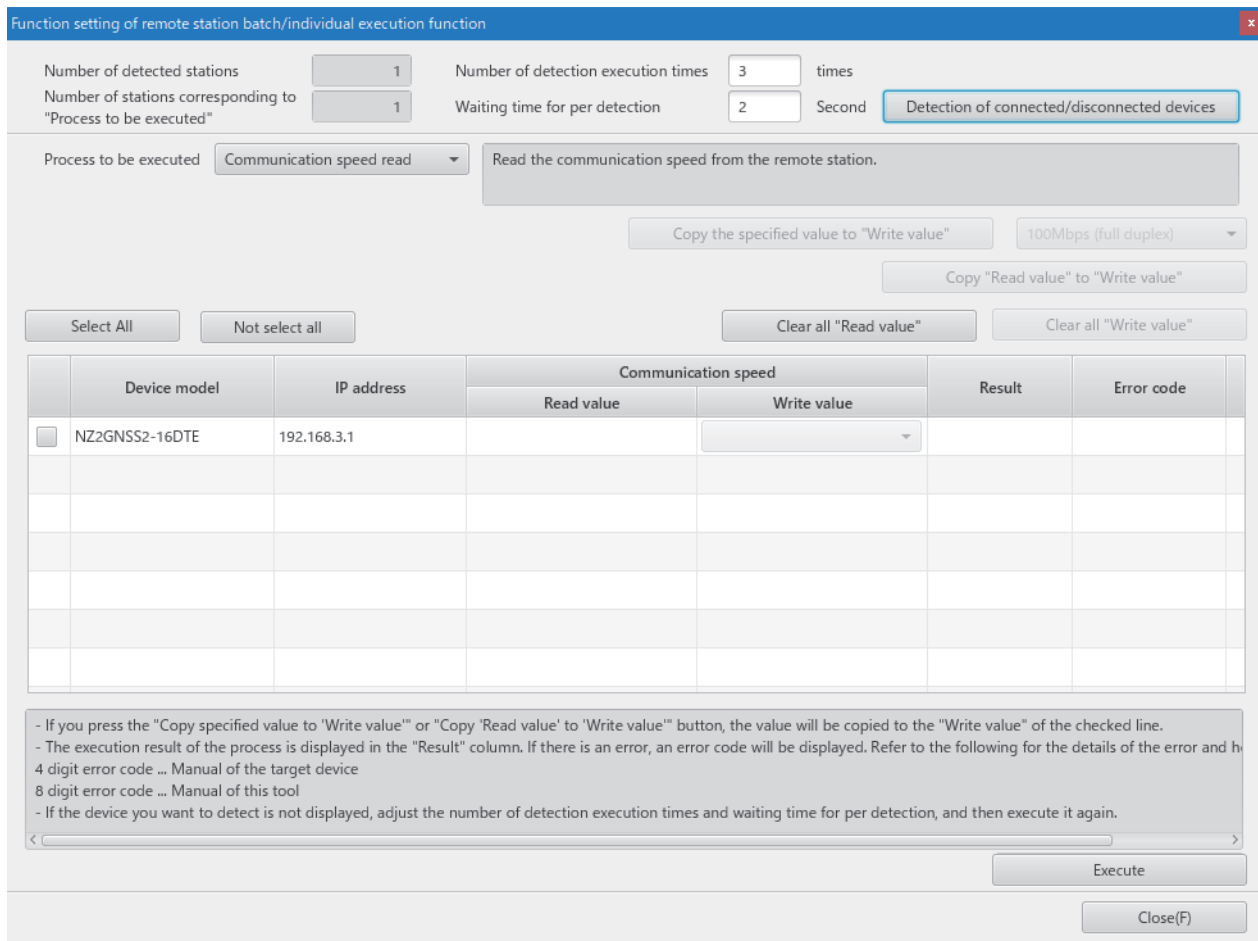 Function setting of remote station batch/individual execution function
x
Number of detected stations 1 Number of detection execution times 3 times
Number of stations corresponding to "Process to be executed" 1 Waiting time for per detection 2 Second Detection of connected/disconnected devices
Process to be executed Communication speed read Read the communication speed from the remote station.
Copy the specified value to "Write value" 100Mbps (full duplex)
Copy "Read value" to "Write value"
Select All Not select all Clear all "Read value" Clear all "Write value"
Device model IP address Communication speed Result Error code
Read value Write value
NZ2GNSS2-16DTE 192.168.3.1
- If you press the "Copy specified value to 'Write value'" or "Copy 'Read value' to 'Write value'" button, the value will be copied to the "Write value" of the checked line.
- The execution result of the process is displayed in the "Result" column. If there is an error, an error code will be displayed. Refer to the following for the details of the error and
4 digit error code ... Manual of the target device
8 digit error code ... Manual of this tool
- If the device you want to detect is not displayed, adjust the number of detection execution times and waiting time for per detection, and then execute it again.
Execute
Close(F)